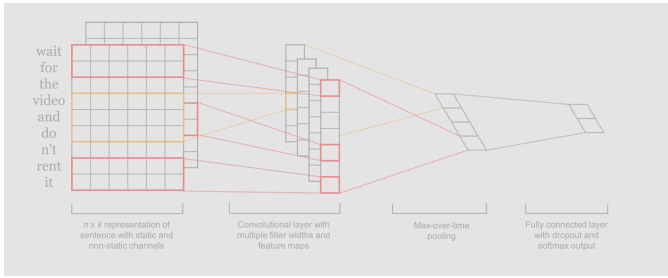 wait
for
the
video
and
do
n't
rent
it
n x k representation of
sentence with static and
non-static channels
Convolutional layer with
multiple filter widths and
feature maps
Max-over-time
pooling
Fully connected layer
with dropout and
softmax output